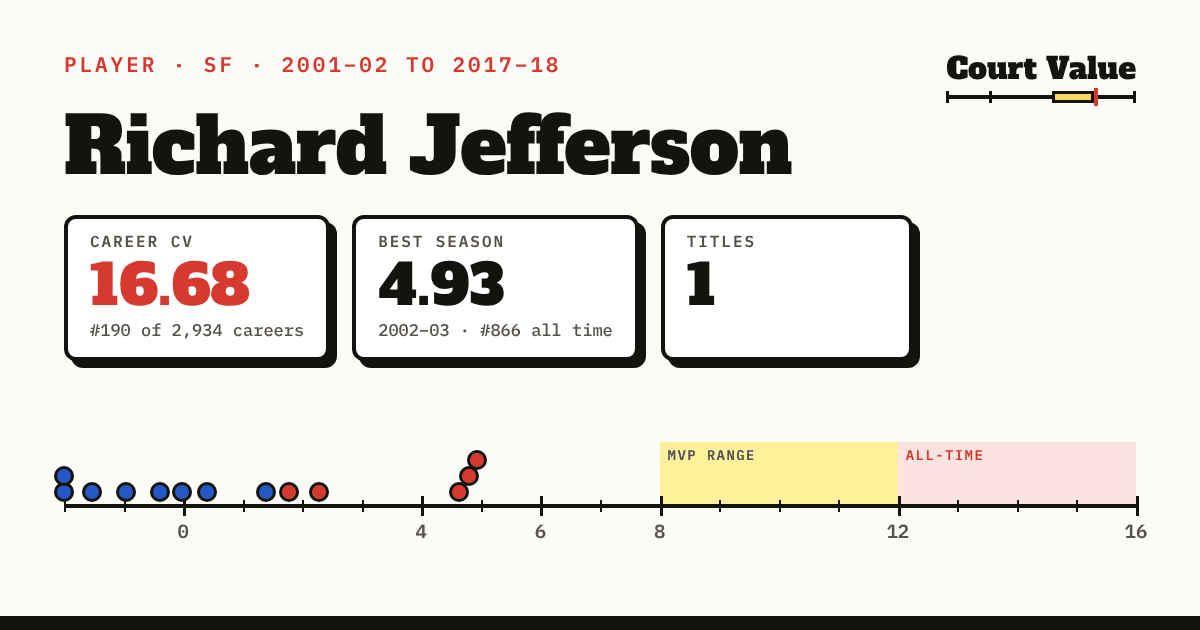 PLAYER · SF · 2001–02 TO 2017–18
Court Value
Richard Jefferson
CAREER CV
16.68
#190 of 2,934 careers
BEST SEASON
4.93
2002–03 · #866 all time
TITLES
1
MVP RANGE
ALL-TIME
0 4 6 8 12 16